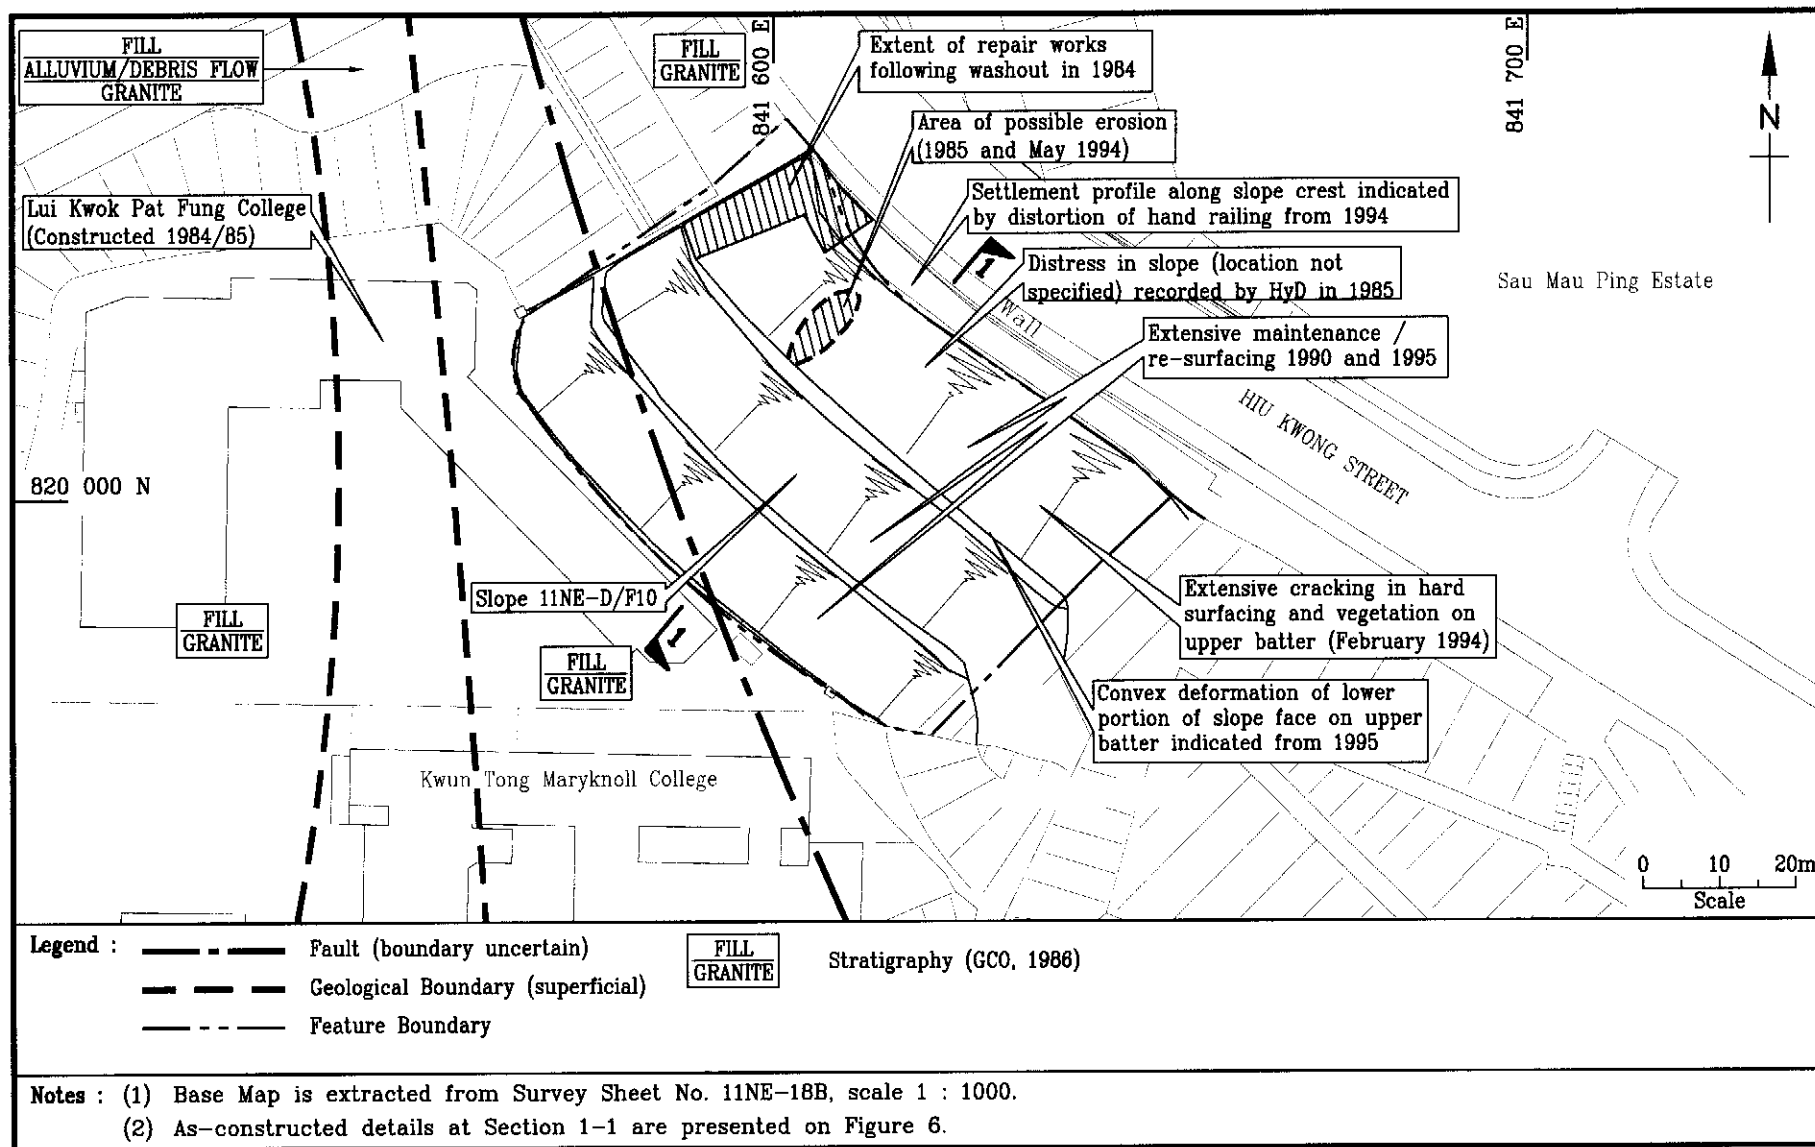 FILL
ALLUVIUM/DEBRIS FLOW
GRANITE
FILL
GRANITE
841 600 E
Extent of repair works
following washout in 1984
841 700 E
N
Area of possible erosion
(1985 and May 1994)
Settlement profile along slope crest indicated
by distortion of hand railing from 1994
Lui Kwok Pat Fung College
(Constructed 1984/85)
1
Distress in slope (location not
specified) recorded by HyD in 1985
Sau Mau Ping Estate
Wall
Extensive maintenance /
re-surfacing 1990 and 1995
HIU KWONG STREET
820 000 N
Slope 11NE-D/F10
Extensive cracking in hard
surfacing and vegetation on
upper batter (February 1994)
FILL
GRANITE
1
FILL
GRANITE
Convex deformation of lower
portion of slope face on upper
batter indicated from 1995
Kwun Tong Maryknoll College
0 10 20m
Scale
Legend :
Fault (boundary uncertain)
FILL
GRANITE
Stratigraphy (GCO, 1986)
Geological Boundary (superficial)
Feature Boundary
Notes : (1) Base Map is extracted from Survey Sheet No. 11NE-18B, scale 1 : 1000.
(2) As-constructed details at Section 1-1 are presented on Figure 6.